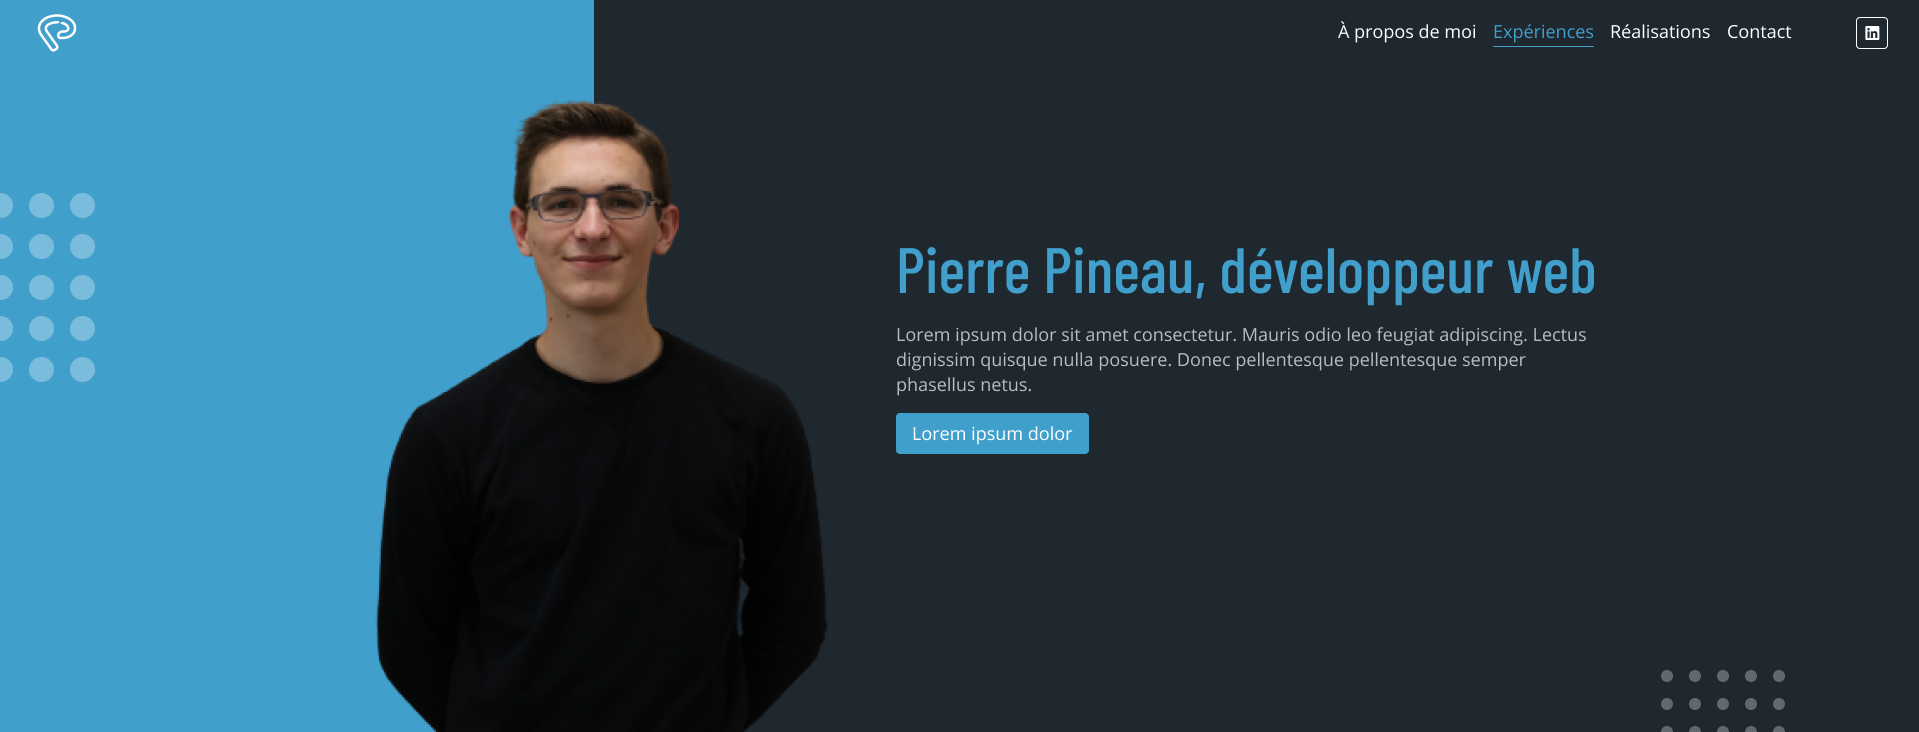 À propos de moi Expériences Réalisations Contact
Pierre Pineau, développeur web
Lorem ipsum dolor sit amet consectetur. Mauris odio leo feugiat adipiscing. Lectus
dignissim quisque nulla posuere. Donec pellentesque pellentesque semper
phasellus netus.
Lorem ipsum dolor